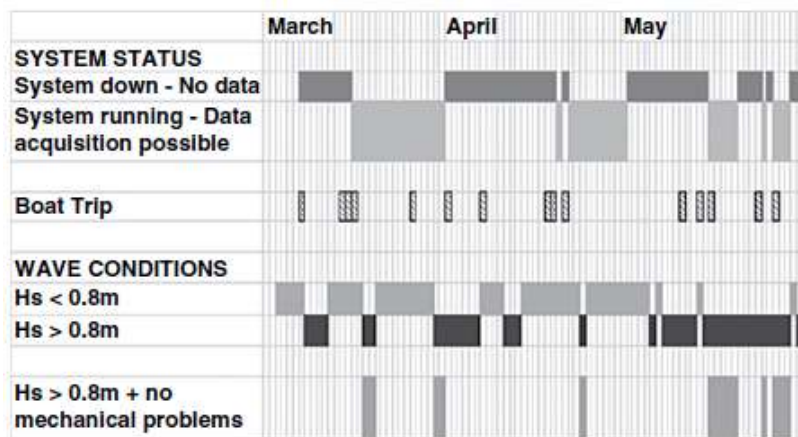 March April May
SYSTEM STATUS
System down - No data
System running - Data
acquisition possible
Boat Trip
WAVE CONDITIONS
Hs < 0.8m
Hs > 0.8m
Hs > 0.8m + no
mechanical problems